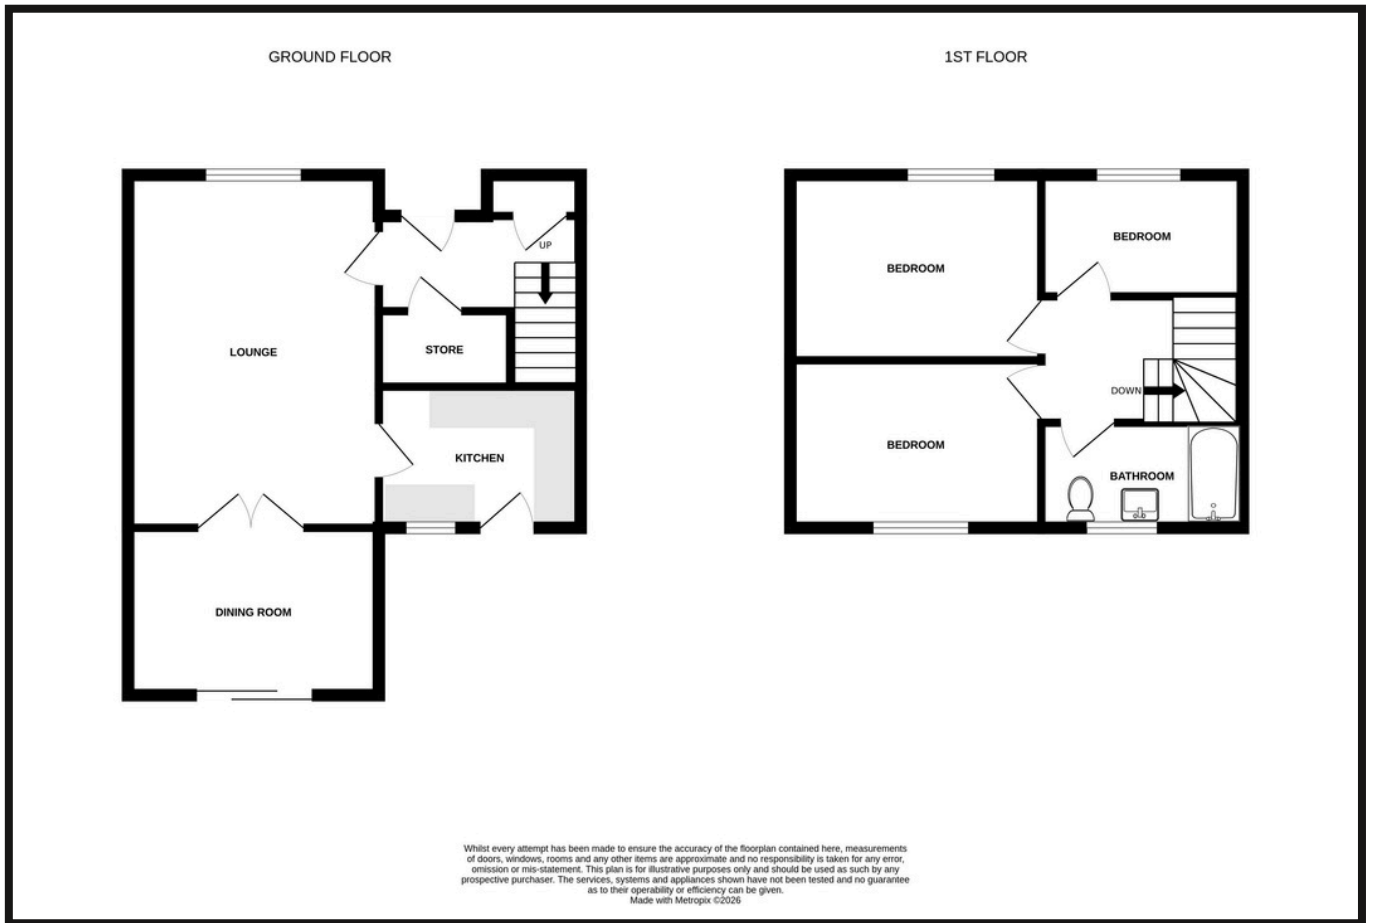 GROUND FLOOR
1ST FLOOR
UP
STORE
LOUNGE
KITCHEN
DINING ROOM
BEDROOM
BEDROOM
DOWN
BEDROOM
BATHROOM
Whilst every attempt has been made to ensure the accuracy of the floorplan contained here, measurements
of doors, windows, rooms and any other items are approximate and no responsibility is taken for any error,
omission or mis-statement. This plan is for illustrative purposes only and should be used as such by any
prospective purchaser. The services, systems and appliances shown have not been tested and no guarantee
as to their operability or efficiency can be given.
Made with Metropix ©2026